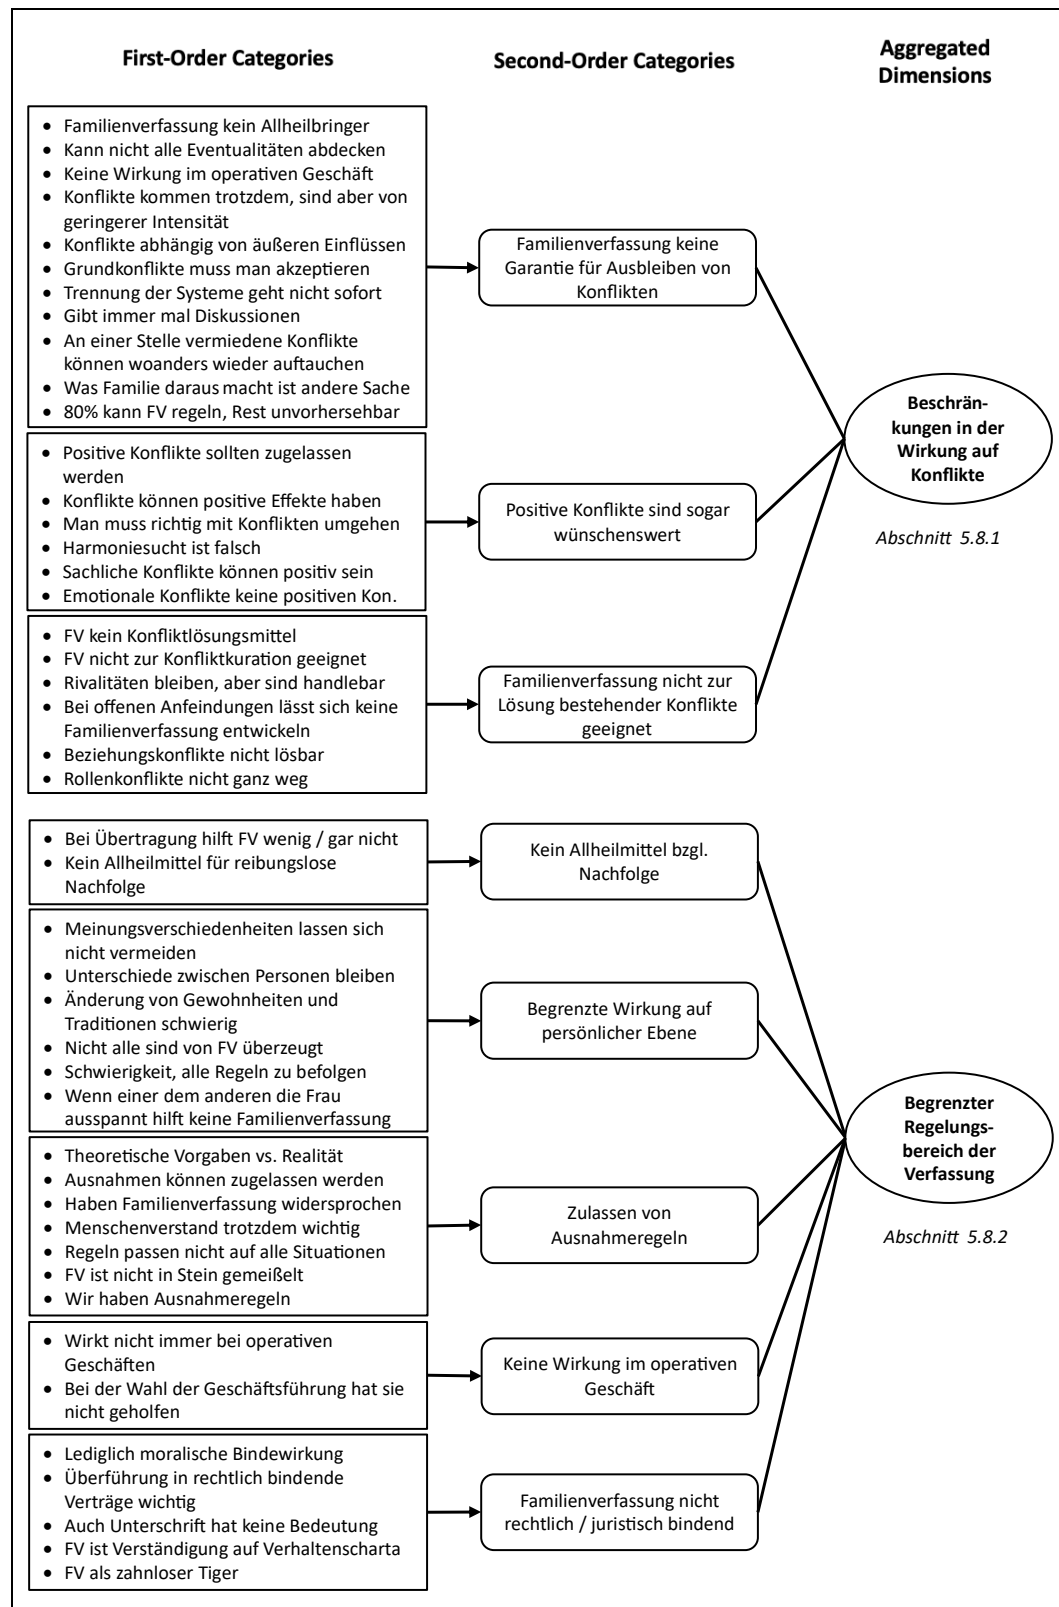 First-Order Categories
Second-Order Categories
Aggregated
Dimensions
• Familienverfassung kein Allheilbringer
• Kann nicht alle Eventualitäten abdecken
• Keine Wirkung im operativen Geschäft
• Konflikte kommen trotzdem, sind aber von
geringerer Intensität
• Konflikte abhängig von äußeren Einflüssen
• Grundkonflikte muss man akzeptieren
• Trennung der Systeme geht nicht sofort
• Gibt immer mal Diskussionen
• An einer Stelle vermiedene Konflikte
können woanders wieder auftauchen
• Was Familie daraus macht ist andere Sache
• 80% kann FV regeln, Rest unvorhersehbar
Familienverfassung keine
Garantie für Ausbleiben von
Konflikten
• Positive Konflikte sollten zugelassen
werden
• Konflikte können positive Effekte haben
• Man muss richtig mit Konflikten umgehen
• Harmoniesucht ist falsch
• Sachliche Konflikte können positiv sein
• Emotionale Konflikte keine positiven Kon.
Positive Konflikte sind sogar
wünschenswert
• FV kein Konfliktlösungsmittel
• FV nicht zur Konfliktkuration geeignet
• Rivalitäten bleiben, aber sind handlebar
• Bei offenen Anfeindungen lässt sich keine
Familienverfassung entwickeln
• Beziehungskonflikte nicht lösbar
• Rollenkonflikte nicht ganz weg
Familienverfassung nicht zur
Lösung bestehender Konflikte
geeignet
Beschrän-
kungen in der
Wirkung auf
Konflikte
Abschnitt 5.8.1
• Bei Übertragung hilft FV wenig / gar nicht
• Kein Allheilmittel für reibungslose
Nachfolge
Kein Allheilmittel bzgl.
Nachfolge
• Meinungsverschiedenheiten lassen sich
nicht vermeiden
• Unterschiede zwischen Personen bleiben
• Änderung von Gewohnheiten und
Traditionen schwierig
• Nicht alle sind von FV überzeugt
• Schwierigkeit, alle Regeln zu befolgen
• Wenn einer dem anderen die Frau
ausspannt hilft keine Familienverfassung
Begrenzte Wirkung auf
persönlicher Ebene
• Theoretische Vorgaben vs. Realität
• Ausnahmen können zugelassen werden
• Haben Familienverfassung widersprochen
• Menschenverstand trotzdem wichtig
• Regeln passen nicht auf alle Situationen
• FV ist nicht in Stein gemeißelt
• Wir haben Ausnahmeregeln
Zulassen von
Ausnahmeregeln
• Wirkt nicht immer bei operativen
Geschäften
• Bei der Wahl der Geschäftsführung hat sie
nicht geholfen
Keine Wirkung im operativen
Geschäft
• Lediglich moralische Bindewirkung
• Überführung in rechtlich bindende
Verträge wichtig
• Auch Unterschrift hat keine Bedeutung
• FV ist Verständigung auf Verhaltenscharta
• FV als zahnloser Tiger
Familienverfassung nicht
rechtlich / juristisch bindend
Begrenzter
Regelungs-
bereich der
Verfassung
Abschnitt 5.8.2